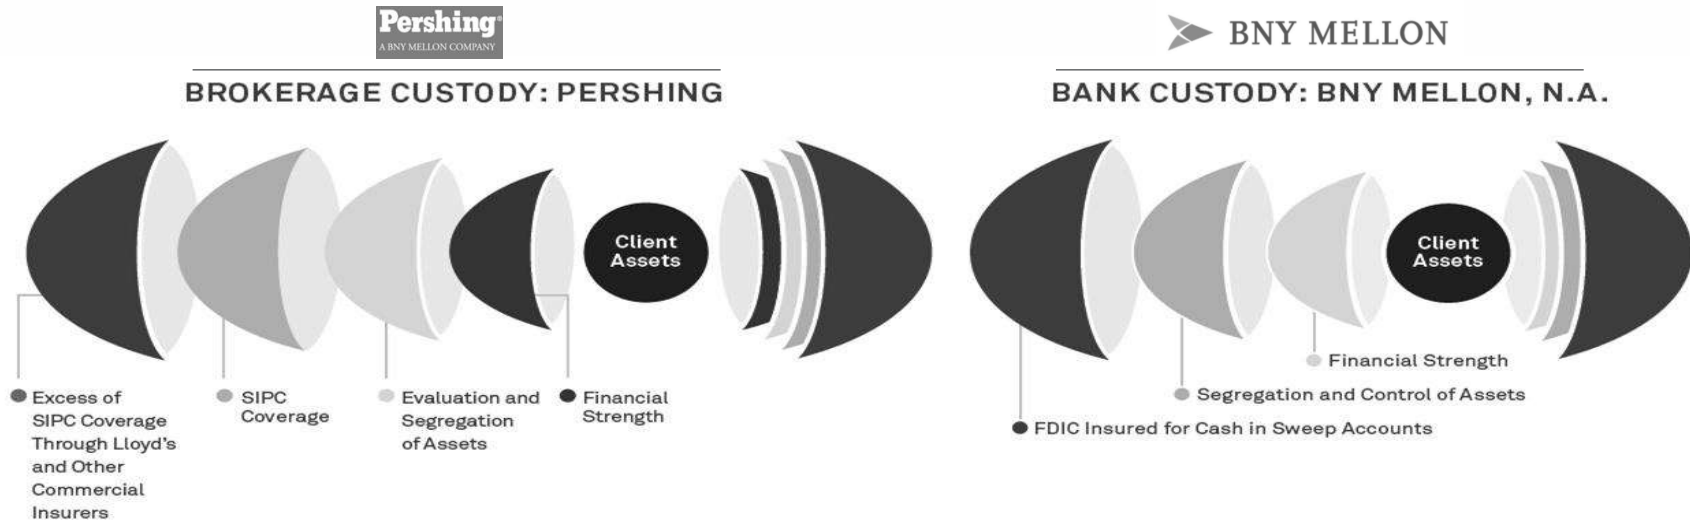 Pershing®
A BNY MELLON COMPANY
BROKERAGE CUSTODY: PERSHING
Client
Assets
Excess of
SIPC Coverage
Through Lloyd's
and Other
Commercial
Insurers
SIPC
Coverage
Evaluation and
Segregation
of Assets
Financial
Strength
BNY MELLON
BANK CUSTODY: BNY MELLON, N.A.
Client
Assets
Financial Strength
Segregation and Control of Assets
FDIC Insured for Cash in Sweep Accounts